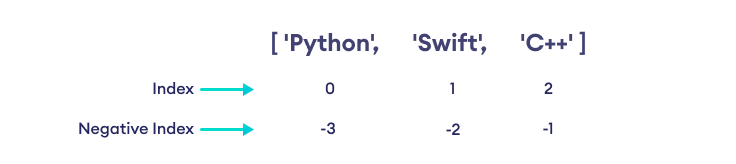 ['Python', 'Swift', 'C++']
Index 0 1 2
Negative Index -3 -2 -1